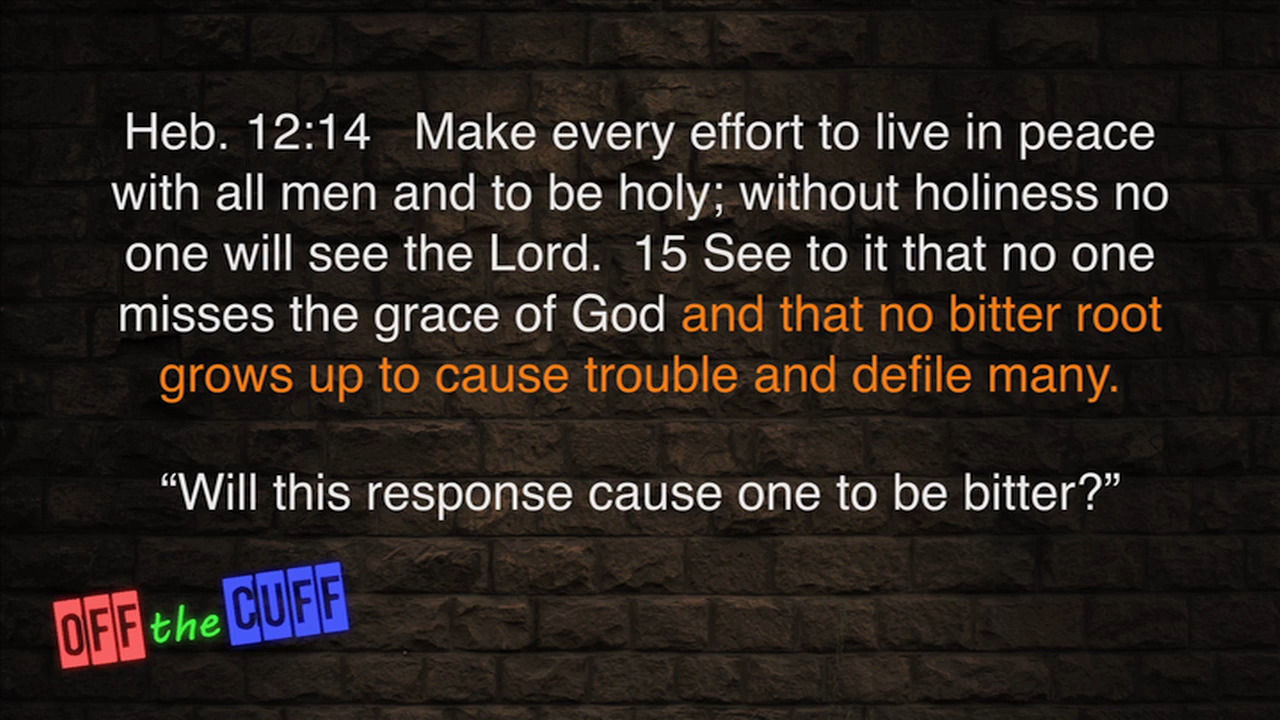 Heb. 12:14 Make every effort to live in peace
with all men and to be holy; without holiness no
one will see the Lord. 15 See to it that no one
misses the grace of God and that no bitter root
grows up to cause trouble and defile many.
“Will this response cause one to be bitter?”
OFF the CUFF